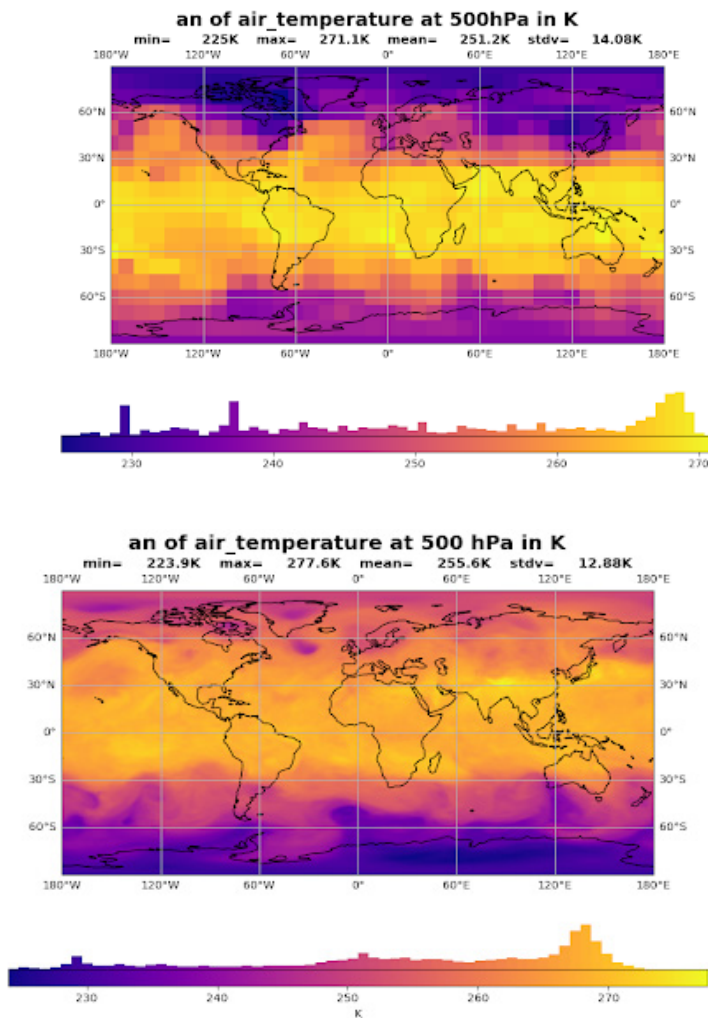 an of air_temperature at 500hPa in K
min= 225K max= 271.1K mean= 251.2K stdv= 14.08K
180°W 120°W 60°W 0° 60°E 120°E 180°E
60°N 60°N
30°N 30°N
0° 0°
30°S 30°S
60°S 60°S
180°W 120°W 60°W 0° 60°E 120°E 180°E
230 240 250 260 270
an of air_temperature at 500 hPa in K
min= 223.9K max= 277.6K mean= 255.6K stdv= 12.88K
180°W 120°W 60°W 0° 60°E 120°E 180°E
60°N 60°N
30°N 30°N
0° 0°
30°S 30°S
60°S 60°S
180°W 120°W 60°W 0° 60°E 120°E 180°E
230 240 250 260 270
K